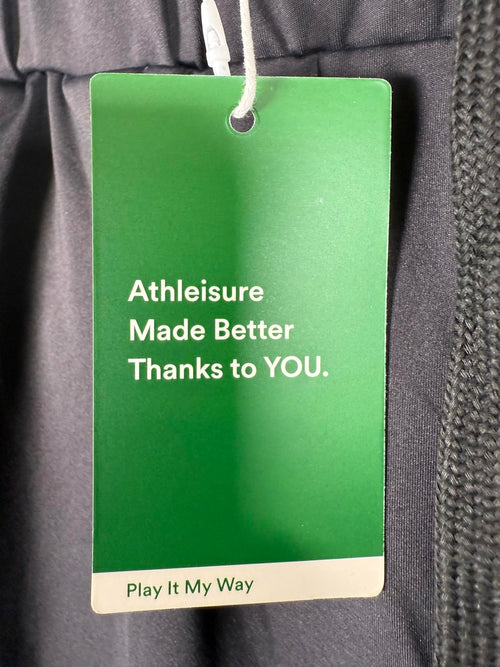 Athleisure
Made Better
Thanks to YOU.
Play It My Way